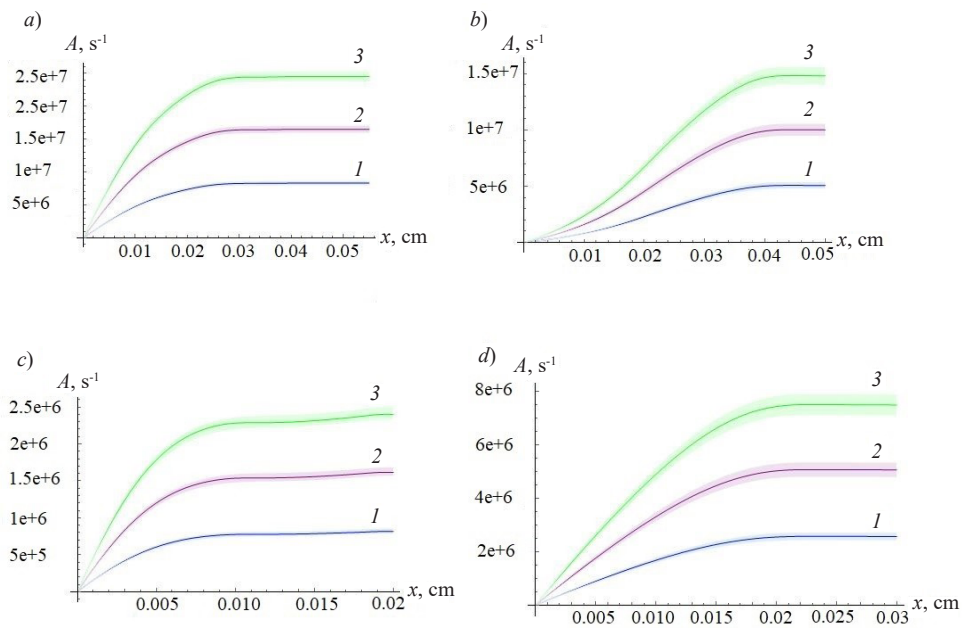 a)
A, s-1
2.5e+7
2.5e+7
1.5e+7
1e+7
5e+6
3
2
1
0.01 0.02 0.03 0.04 0.05 x, cm
b)
A, s-1
1.5e+7
1e+7
5e+6
3
2
1
0.01 0.02 0.03 0.04 0.05 x, cm
c)
A, s-1
2.5e+6
2e+6
1.5e+6
1e+6
5e+5
3
2
1
0.005 0.010 0.015 0.02 x, cm
d)
A, s-1
8e+6
6e+6
4e+6
2e+6
3
2
1
0.005 0.010 0.015 0.02 0.025 0.03 x, cm